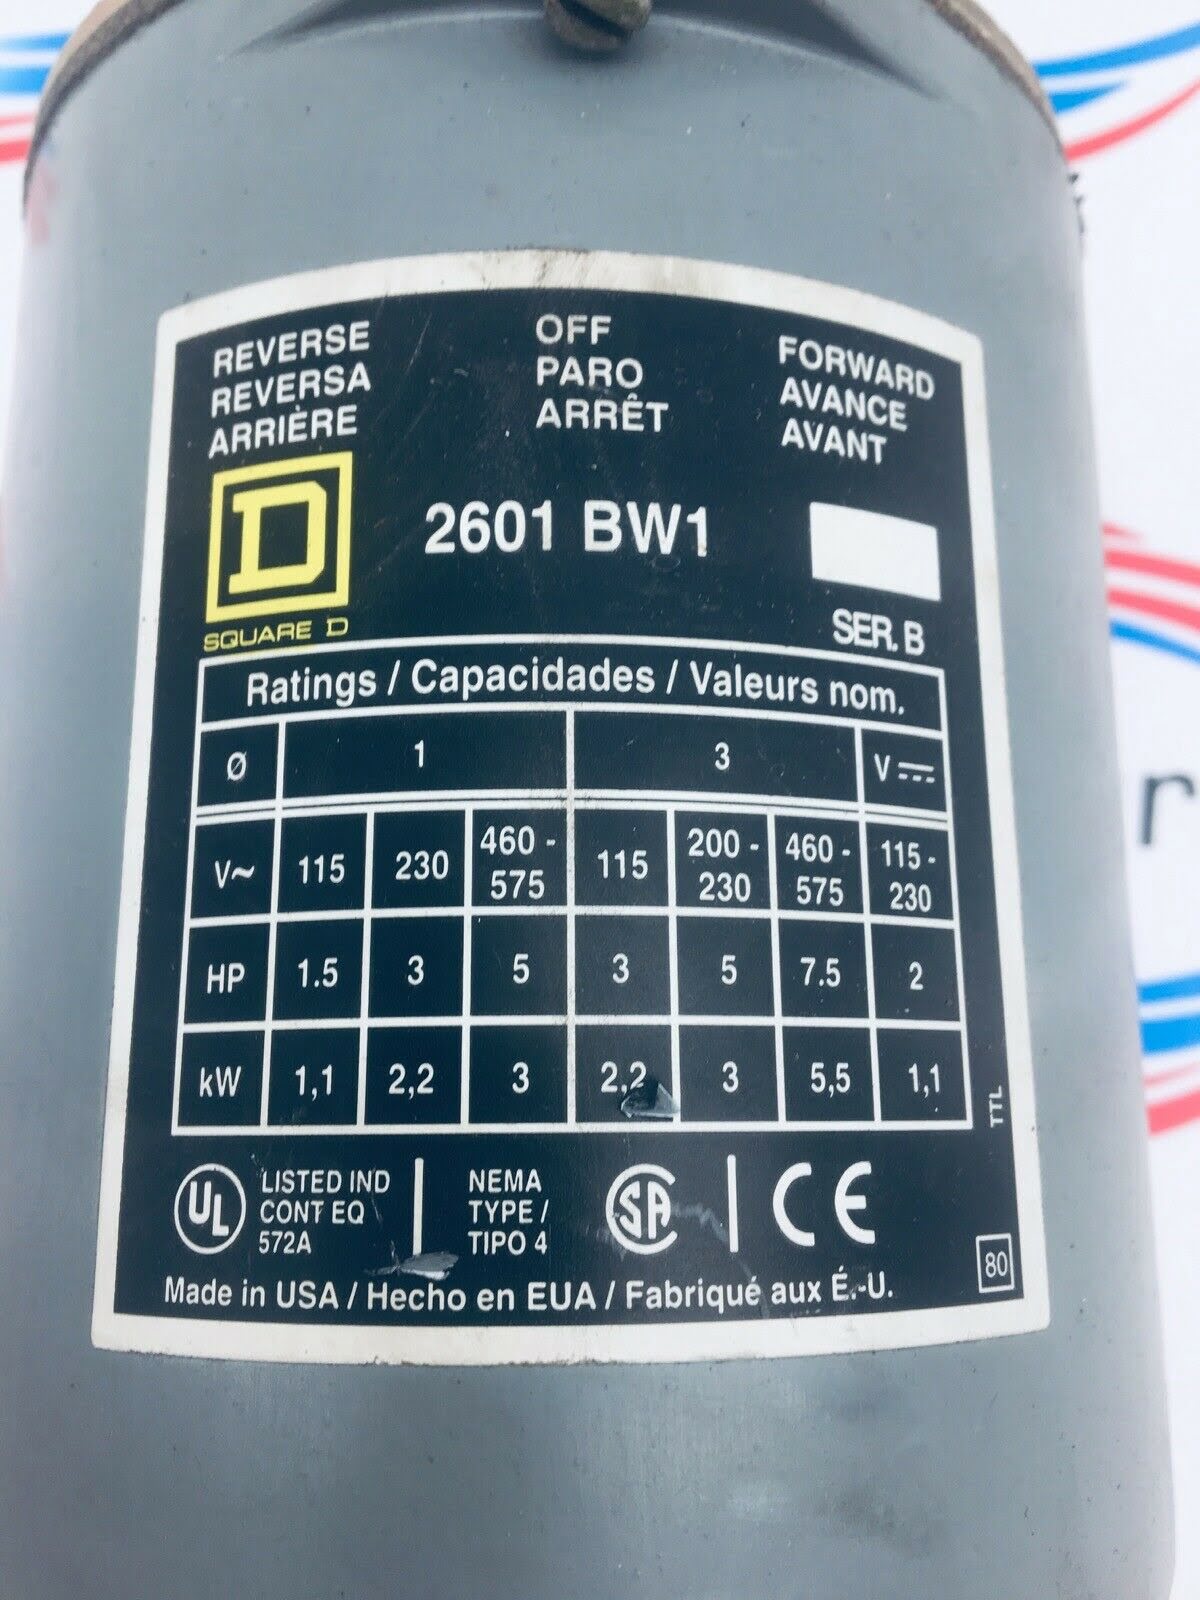 REVERSE OFF FORWARD
REVERSA PARO AVANCE
ARRIÈRE ARRÊT AVANT
D 2601 BW1
SQUARE D SER. B
Ratings / Capacidades / Valeurs nom.
Ø 1 3 V ⎓
V~ 115 230 460 - 575 115 200 - 230 460 - 575 115 - 230
HP 1.5 3 5 3 5 7.5 2
kW 1,1 2,2 3 2,2 3 5,5 1,1
TTL
UL LISTED IND NEMA SA CE
CONT EQ TYPE /
572A TIPO 4
80
Made in USA / Hecho en EUA / Fabriqué aux É.-U.
r